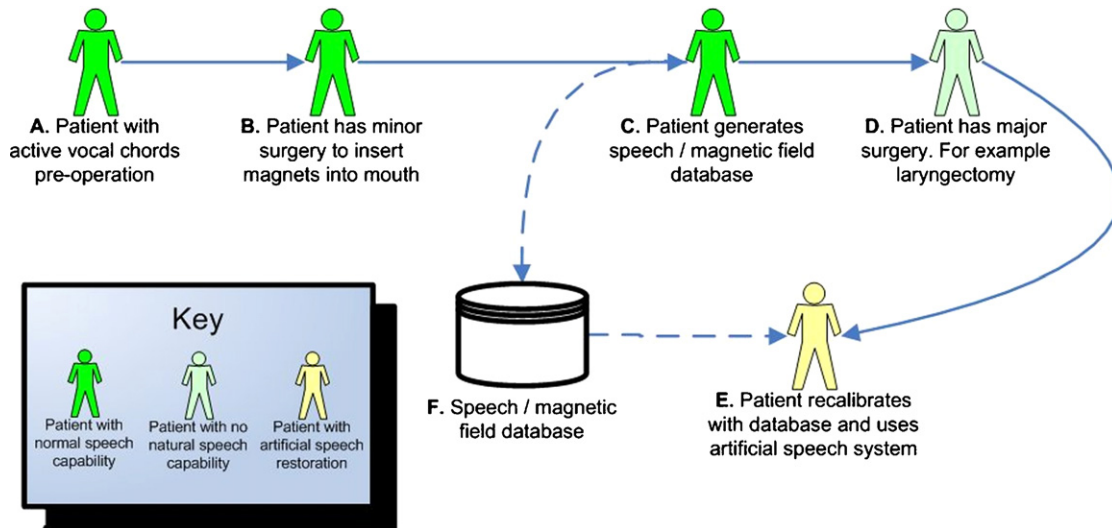 A. Patient with
active vocal chords
pre-operation
B. Patient has minor
surgery to insert
magnets into mouth
C. Patient generates
speech / magnetic field
database
D. Patient has major
surgery. For example
laryngectomy
Key
Patient with
normal speech
capability
Patient with no
natural speech
capability
Patient with
artificial speech
restoration
F. Speech / magnetic
field database
E. Patient recalibrates
with database and uses
artificial speech system